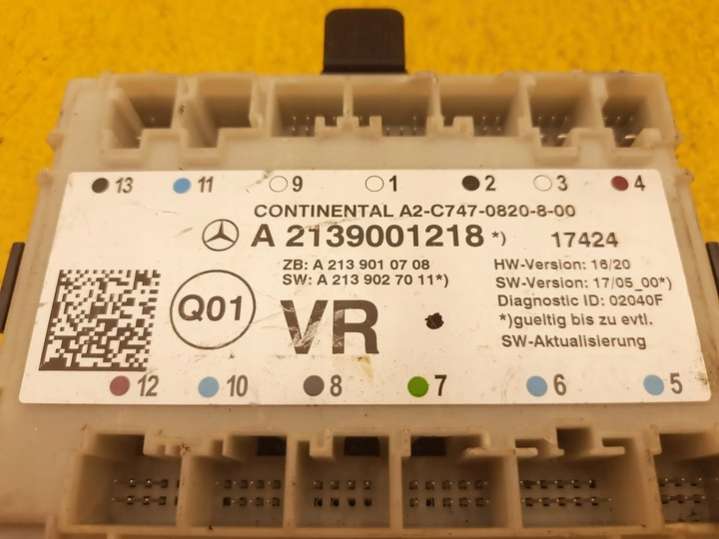 13 11 9 1 2 3 4
CONTINENTAL A2-C747-0820-8-00
A 2139001218 *) 17424
ZB: A 213 901 07 08
SW: A 213 902 70 11*)
HW-Version: 16/20
SW-Version: 17/05_00*)
Diagnostic ID: 02040F
*)gueltig bis zu evtl.
SW-Aktualisierung
Q01
VR
12 10 8 7 6 5